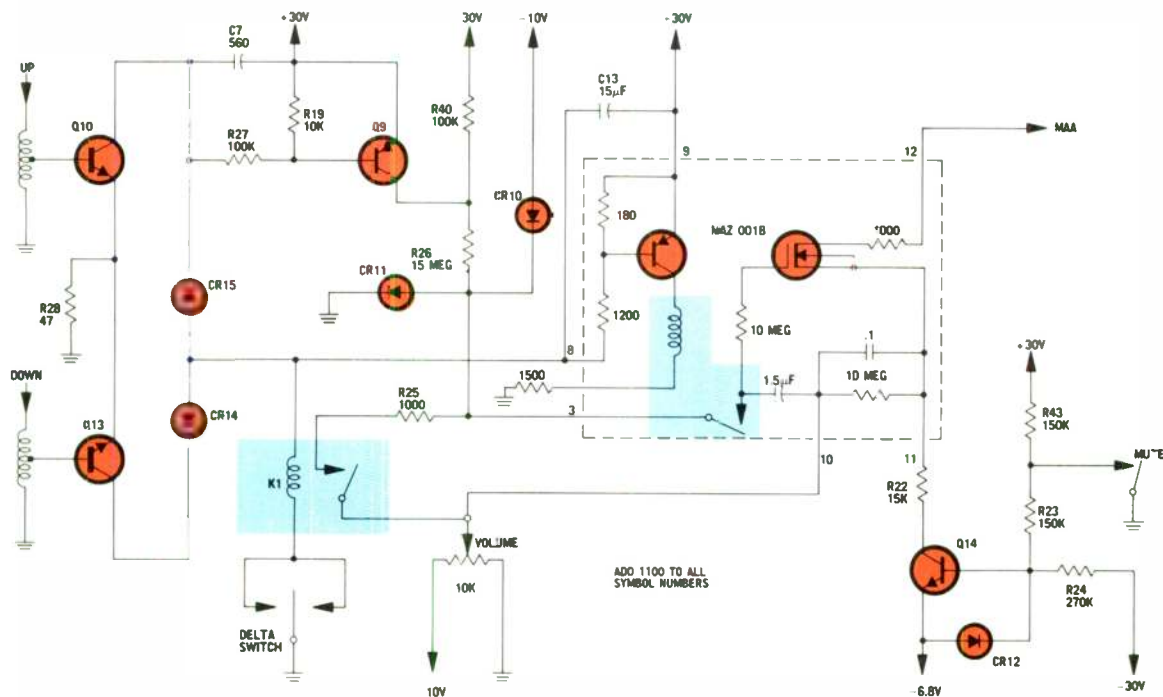 +30V
30V
-10V
-30V
C7
560
UP
C13
15µF
Q10
R19
10K
R40
100K
MAA
R27
100K
Q9
9
12
CR10
180
MAZ 001B
1000
R26
15 MEG
CR11
CR15
R28
47
1200
10 MEG
.1
8
DOWN
1500
1.5µF
10 MEG
+30V
R25
1000
3
CR14
R43
150K
Q13
10
11
MUTE
K1
R22
15K
R23
150K
VOLUME
Q14
10K
ADD 1100 TO ALL
SYMBOL NUMBERS
R24
270K
DELTA
SWITCH
CR12
10V
-6.8V
-30V